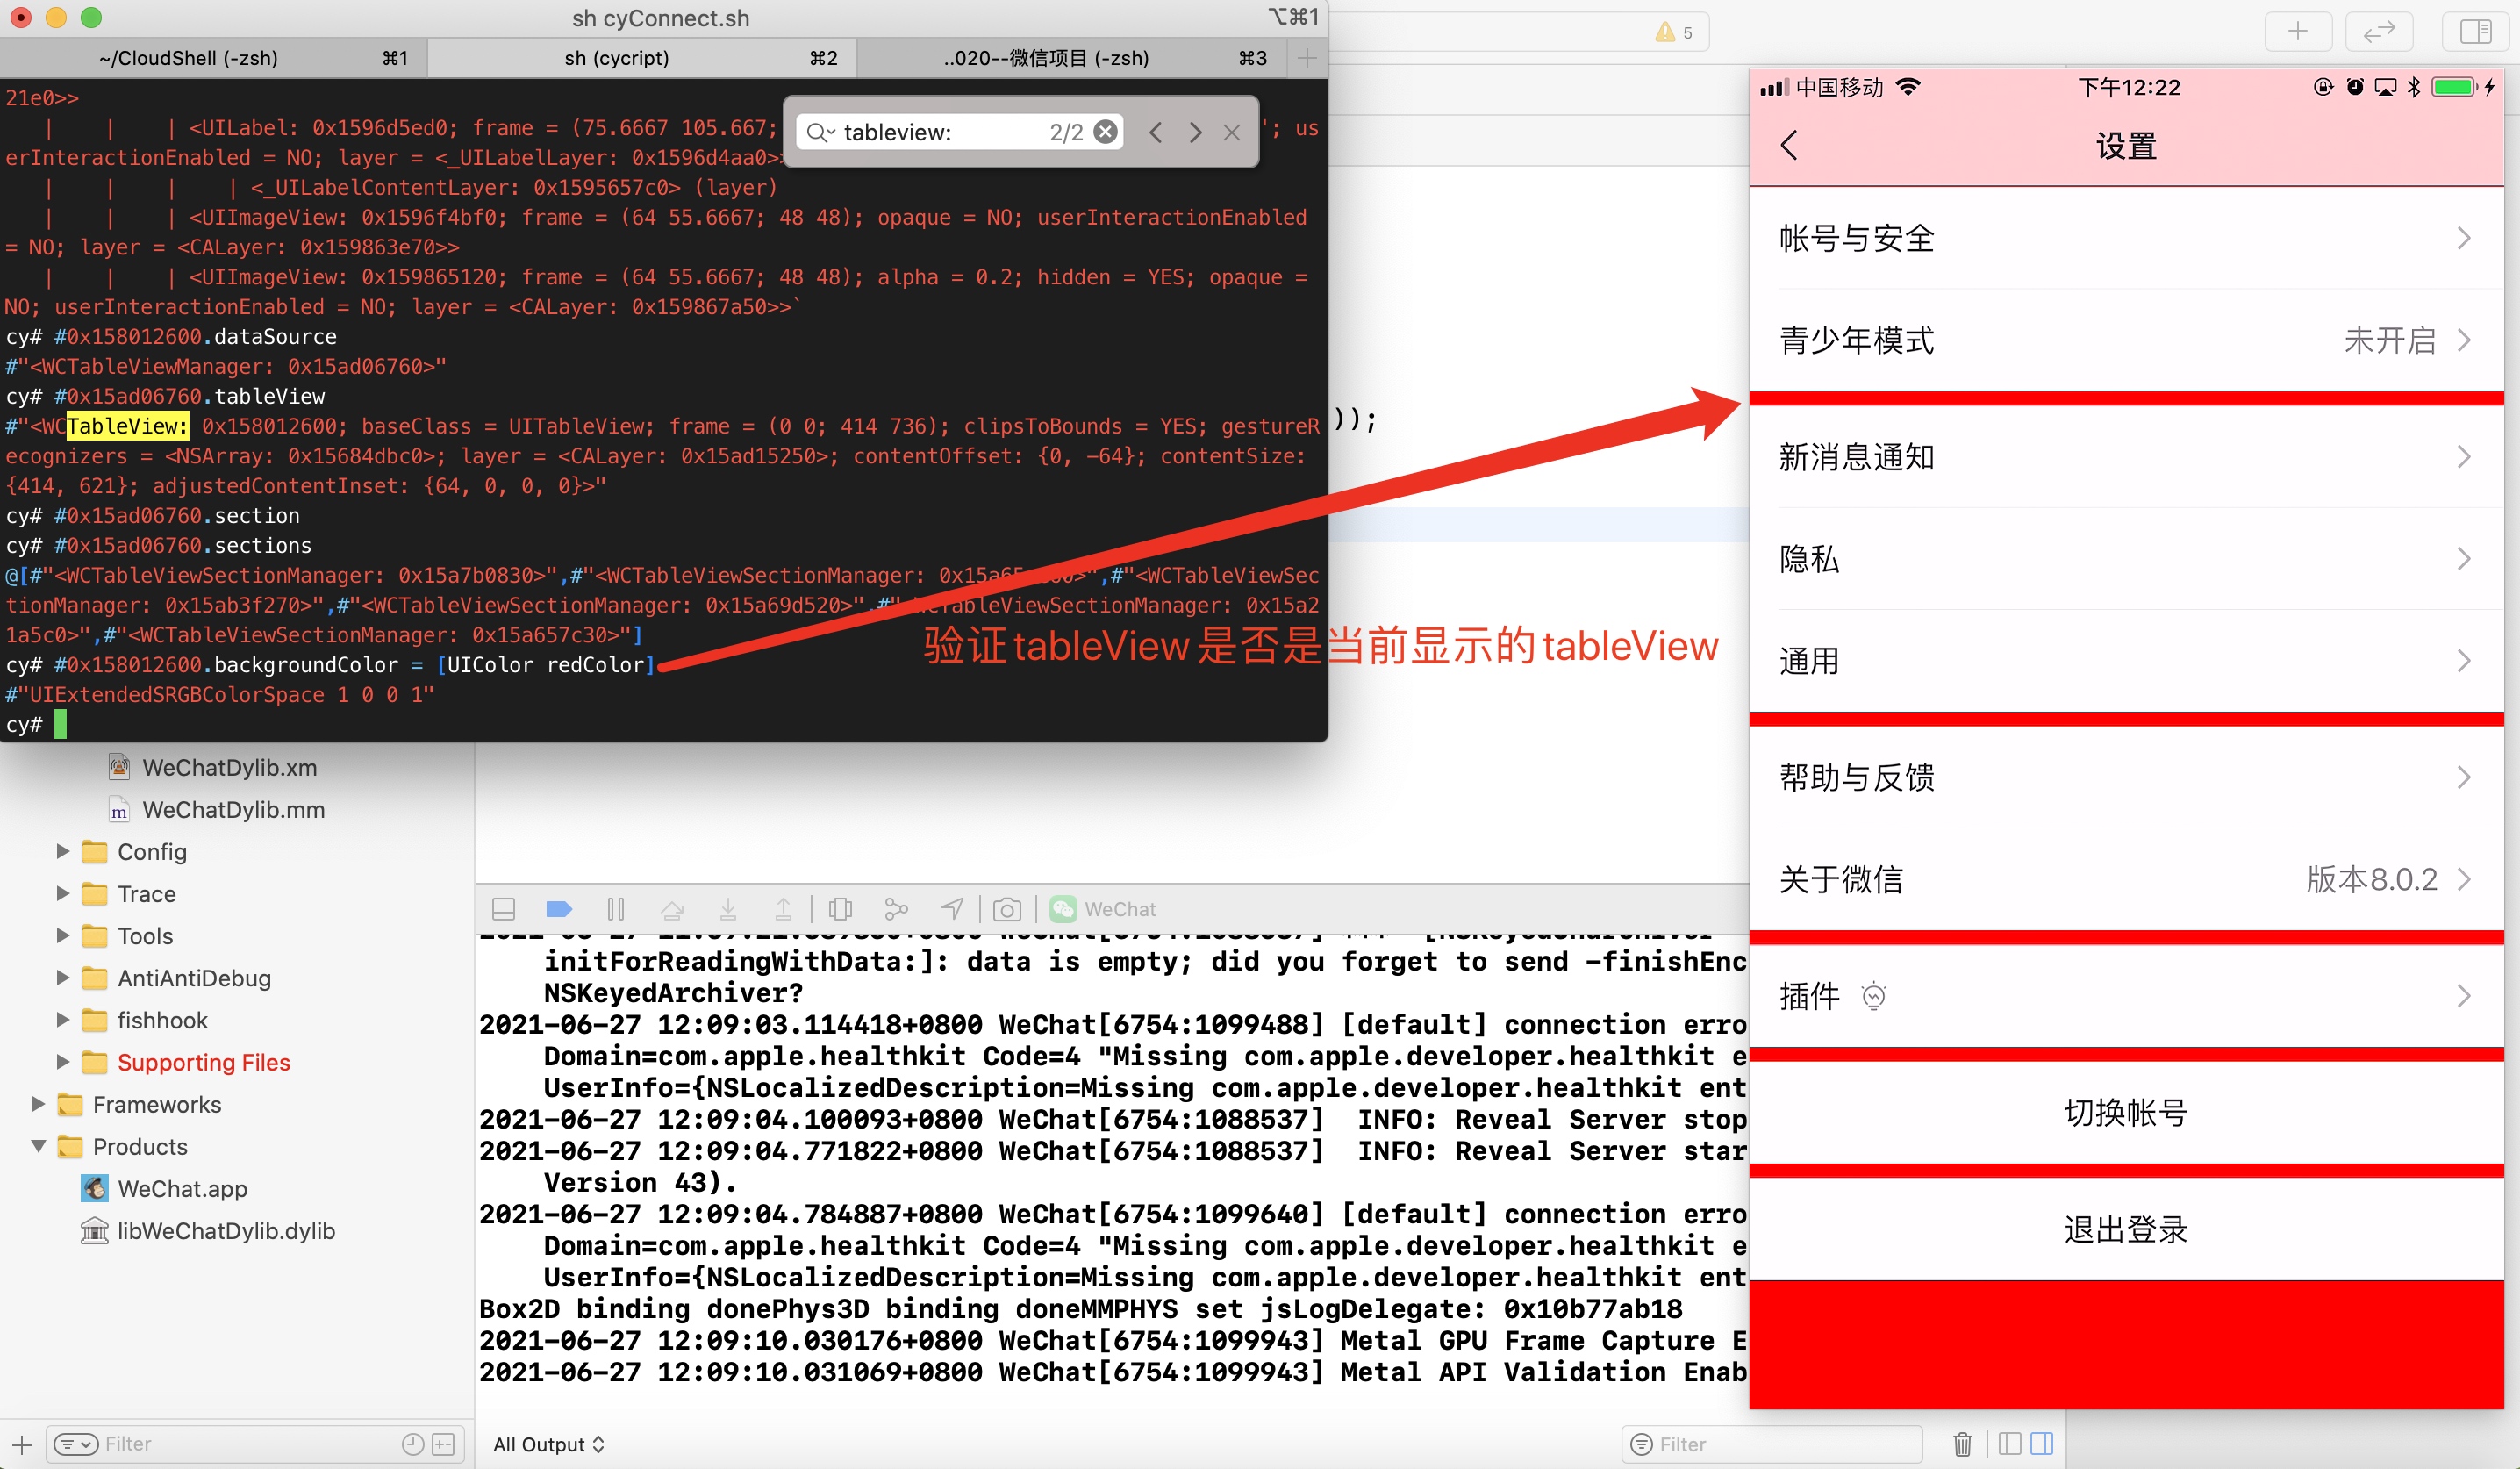 sh cyConnect.sh
⌥⌘1
~/CloudShell (-zsh) ⌘1
sh (cycript) ⌘2
..020--微信项目 (-zsh) ⌘3
21e0>>
| | | <UILabel: 0x1596d5ed0; frame = (75.6667 105.667; '; us
erInteractionEnabled = NO; layer = <_UILabelLayer: 0x1596d4aa0>
| | | | <_UILabelContentLayer: 0x1595657c0> (layer)
| | | <UIImageView: 0x1596f4bf0; frame = (64 55.6667; 48 48); opaque = NO; userInteractionEnabled
= NO; layer = <CALayer: 0x159863e70>>
| | | <UIImageView: 0x159865120; frame = (64 55.6667; 48 48); alpha = 0.2; hidden = YES; opaque =
NO; userInteractionEnabled = NO; layer = <CALayer: 0x159867a50>>`
cy# #0x158012600.dataSource
#"<WCTableViewManager: 0x15ad06760>"
cy# #0x15ad06760.tableView
#"<WCTableView: 0x158012600; baseClass = UITableView; frame = (0 0; 414 736); clipsToBounds = YES; gestureR
ecognizers = <NSArray: 0x15684dbc0>; layer = <CALayer: 0x15ad15250>; contentOffset: {0, -64}; contentSize:
{414, 621}; adjustedContentInset: {64, 0, 0, 0}>"
cy# #0x15ad06760.section
cy# #0x15ad06760.sections
@[#"<WCTableViewSectionManager: 0x15a7b0830>",#"<WCTableViewSectionManager: ",#"<WCTableViewSec
tionManager: 0x15ab3f270>",#"<WCTableViewSectionManager: 0x15a69d520>",#"<WCTableViewSectionManager: 0x15a2
1a5c0>",#"<WCTableViewSectionManager: 0x15a657c30>"]
cy# #0x158012600.backgroundColor = [UIColor redColor]
#"UIExtendedSRGBColorSpace 1 0 0 1"
cy#
tableview: 2/2
验证tableView是否是当前显示的tableView
5
));
WeChatDylib.xm
WeChatDylib.mm
Config
Trace
Tools
AntiAntiDebug
fishhook
Supporting Files
Frameworks
Products
WeChat.app
libWeChatDylib.dylib
Filter
WeChat
initForReadingWithData:]: data is empty; did you forget to send -finishEnc
NSKeyedArchiver?
2021-06-27 12:09:03.114418+0800 WeChat[6754:1099488] [default] connection erro
Domain=com.apple.healthkit Code=4 "Missing com.apple.developer.healthkit e
UserInfo={NSLocalizedDescription=Missing com.apple.developer.healthkit ent
2021-06-27 12:09:04.100093+0800 WeChat[6754:1088537] INFO: Reveal Server stop
2021-06-27 12:09:04.771822+0800 WeChat[6754:1088537] INFO: Reveal Server star
Version 43).
2021-06-27 12:09:04.784887+0800 WeChat[6754:1099640] [default] connection erro
Domain=com.apple.healthkit Code=4 "Missing com.apple.developer.healthkit e
UserInfo={NSLocalizedDescription=Missing com.apple.developer.healthkit ent
Box2D binding donePhys3D binding doneMMPHYS set jsLogDelegate: 0x10b77ab18
2021-06-27 12:09:10.030176+0800 WeChat[6754:1099943] Metal GPU Frame Capture E
2021-06-27 12:09:10.031069+0800 WeChat[6754:1099943] Metal API Validation Enab
All Output
Filter
中国移动 下午12:22
设置
帐号与安全
青少年模式 未开启
新消息通知
隐私
通用
帮助与反馈
关于微信 版本8.0.2
插件
切换帐号
退出登录